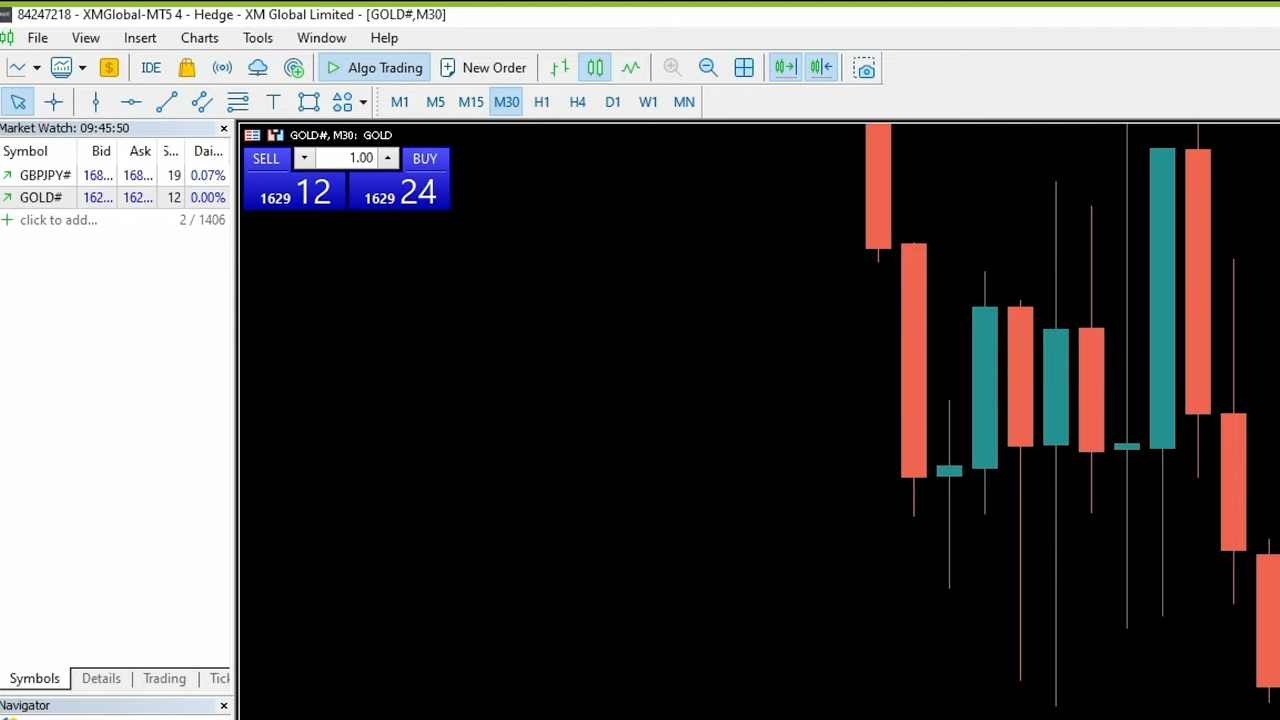 84247218 - XMGlobal-MT5 4 - Hedge - XM Global Limited - [GOLD#,M30]
File View Insert Charts Tools Window Help
$ IDE Algo Trading New Order
T M1 M5 M15 M30 H1 H4 D1 W1 MN
Market Watch: 09:45:50
Symbol Bid Ask S... Dai...
GBPJPY# 168... 168... 19 0.07%
GOLD# 162... 162... 12 0.00%
click to add... 2 / 1406
GOLD#, M30: GOLD
SELL 1.00 BUY
1629 12 1629 24
Symbols Details Trading Tick
Navigator